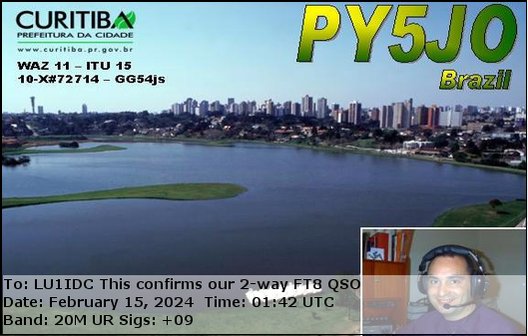 CURITIBA
PREFEITURA DA CIDADE
www.curitiba.pr.gov.br
WAZ 11 – ITU 15
10-X#72714 – GG54js
PY5JO
Brazil
To: LU1IDC This confirms our 2-way FT8 QSO
Date: February 15, 2024 Time: 01:42 UTC
Band: 20M UR Sigs: +09